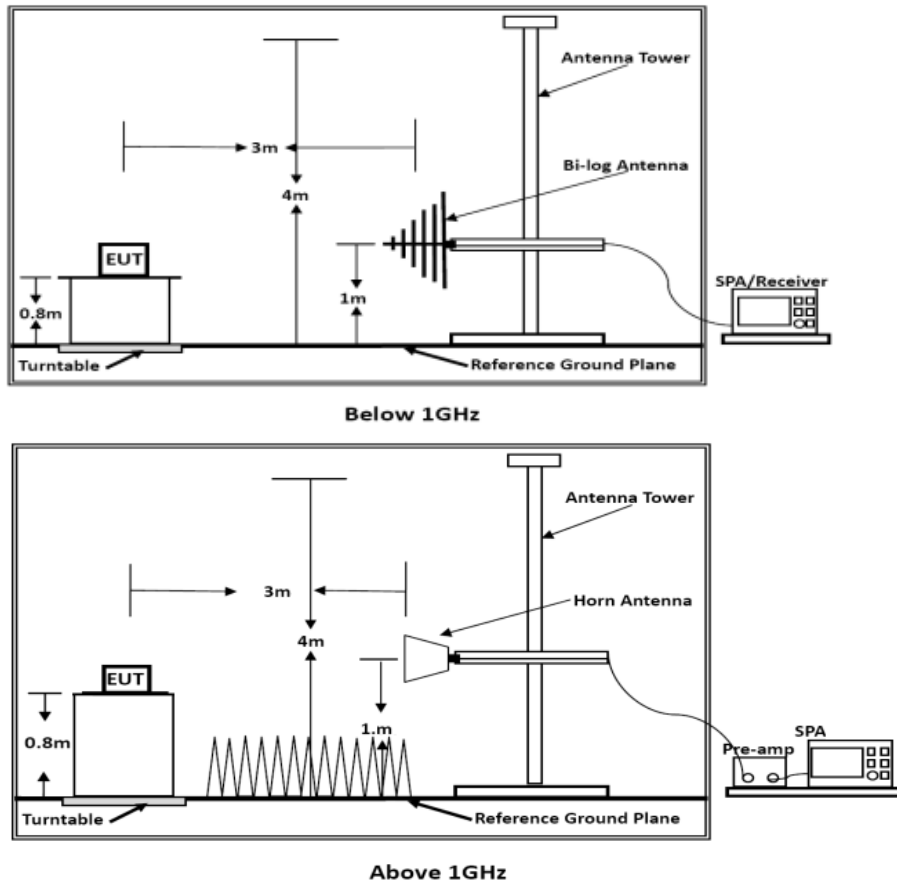 Antenna Tower
3m
Bi-log Antenna
4m
EUT
SPA/Receiver
0.8m
1m
Turntable
Reference Ground Plane
Below 1GHz
Antenna Tower
3m
Horn Antenna
4m
EUT
0.8m
1.m
SPA
Pre-amp
Turntable
Reference Ground Plane
Above 1GHz